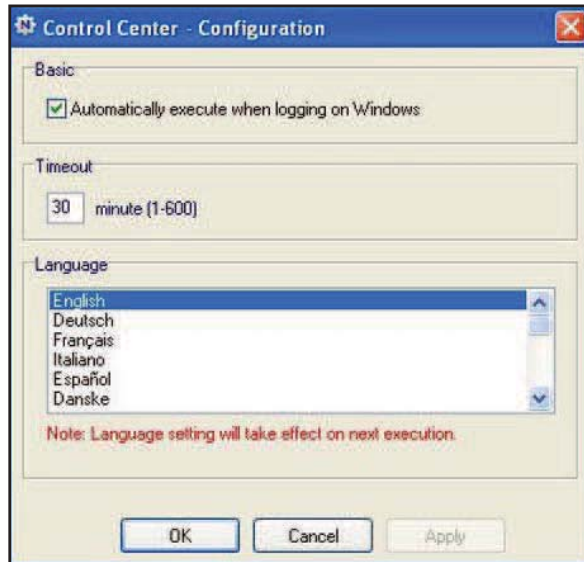 Control Center - Configuration
Basic
Automatically execute when logging on Windows
Timeout
30 minute (1-600)
Language
English
Deutsch
Français
Italiano
Español
Danske
Note: Language setting will take effect on next execution.
OK Cancel Apply